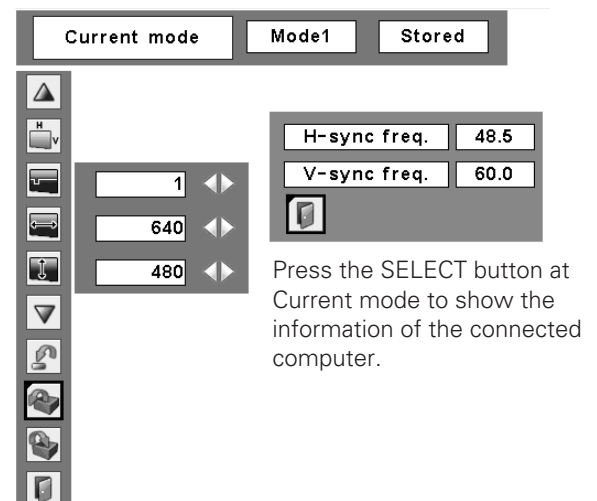 Current mode Mode1 Stored
H V
H-sync freq. 48.5
V-sync freq. 60.0
1
640
480
Press the SELECT button at
Current mode to show the
information of the connected
computer.